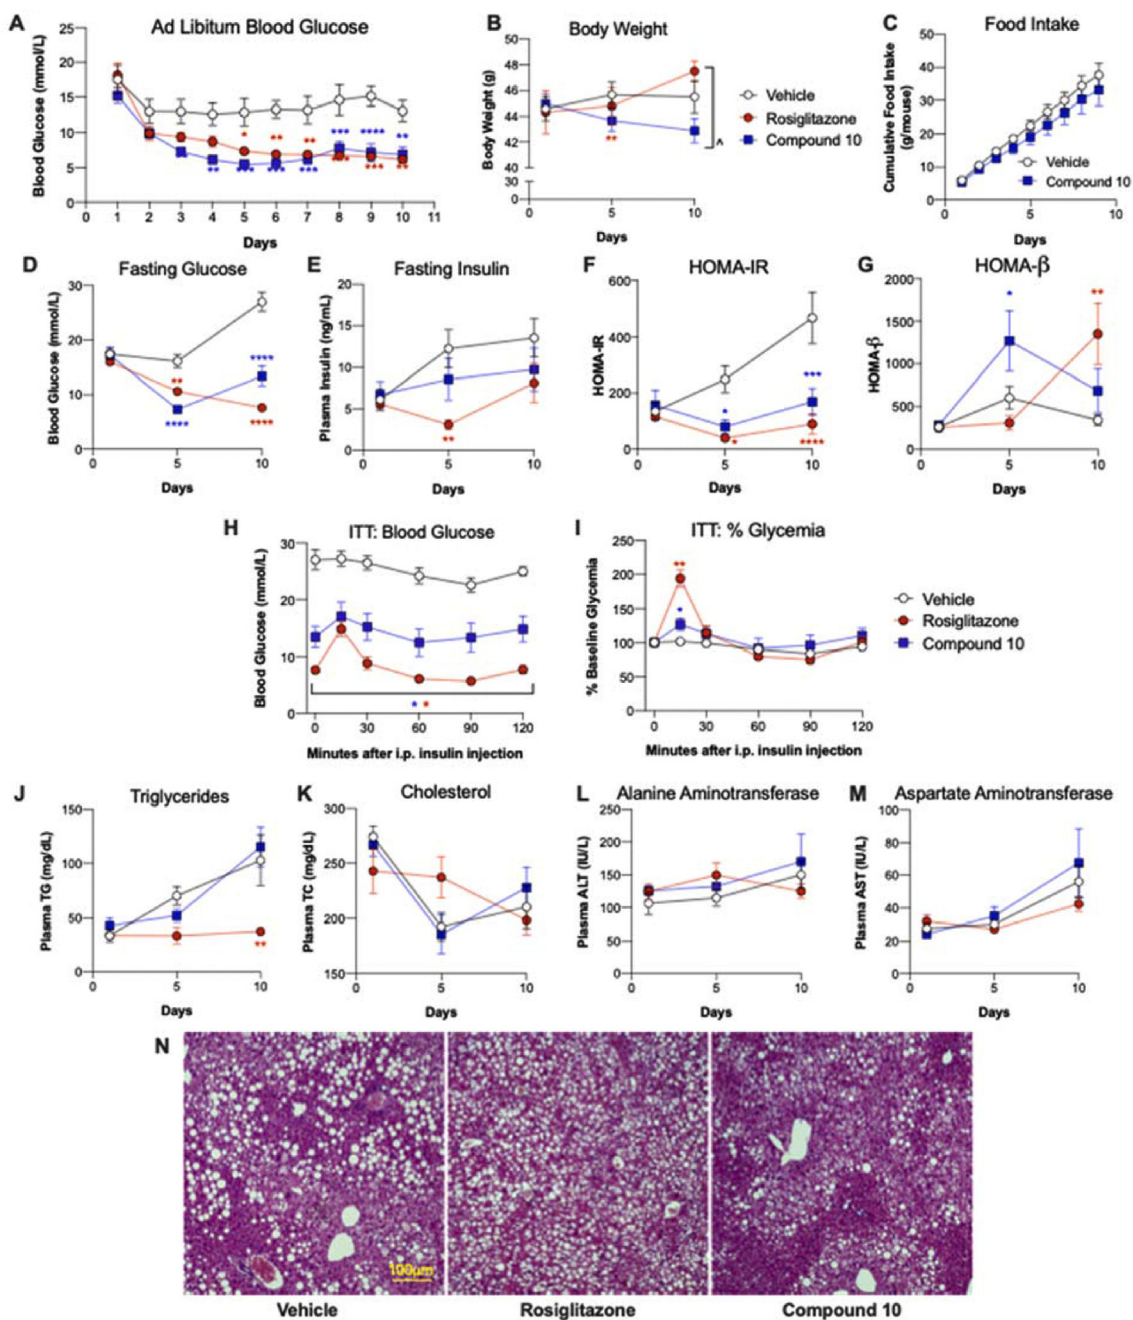 A
Ad Libitum Blood Glucose
Blood Glucose (mmol/L)
25
20
15
10
5
0
0 1 2 3 4 5 6 7 8 9 10 11
Days
* ** ** *** **** **
** *** *** *** *** *** **
B
Body Weight
Body Weight (g)
50
48
46
44
42
40
30
0
0 5 10
Days
**
^
Vehicle
Rosiglitazone
Compound 10
C
Food Intake
Cumulative Food Intake
(g/mouse)
50
40
30
20
10
0
0 5 10
Days
Vehicle
Compound 10
D
Fasting Glucose
Blood Glucose (mmol/L)
30
20
10
0
0 5 10
Days
**
****
****
****
E
Fasting Insulin
Plasma Insulin (ng/mL)
20
15
10
5
0
0 5 10
Days
**
F
HOMA-IR
HOMA-IR
600
400
200
0
0 5 10
Days
*
*
***
****
G
HOMA-β
HOMA-β
2000
1500
1000
500
0
0 5 10
Days
*
**
H
ITT: Blood Glucose
Blood Glucose (mmol/L)
30
20
10
0
* *
0 30 60 90 120
Minutes after i.p. insulin injection
I
ITT: % Glycemia
% Baseline Glycemia
250
200
150
100
50
0
**
*
0 30 60 90 120
Minutes after i.p. insulin injection
Vehicle
Rosiglitazone
Compound 10
J
Triglycerides
Plasma TG (mg/dL)
150
100
50
0
0 5 10
Days
**
K
Cholesterol
Plasma TC (mg/dL)
300
250
200
150
0 5 10
Days
L
Alanine Aminotransferase
Plasma ALT (IU/L)
250
200
150
100
50
0
0 5 10
Days
M
Aspartate Aminotransferase
Plasma AST (IU/L)
100
80
60
40
20
0
0 5 10
Days
N
100µm
Vehicle
Rosiglitazone
Compound 10